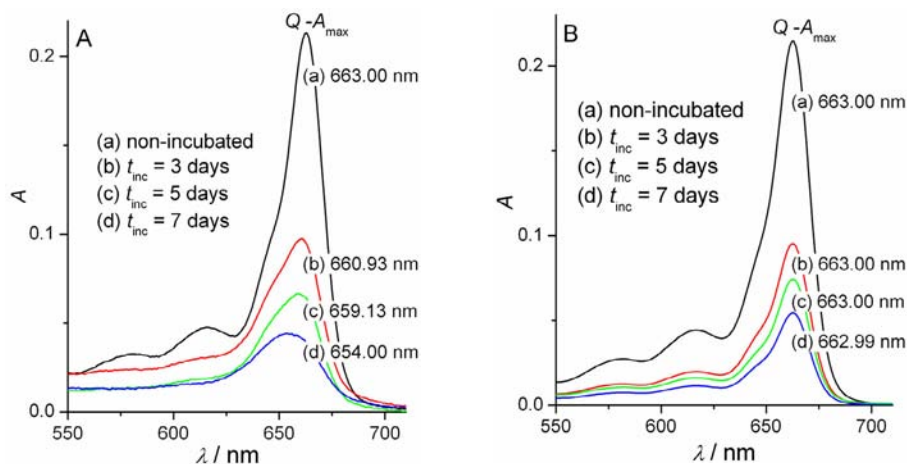 A
Q -Amax
(a) 663.00 nm
(a) non-incubated
(b) tinc = 3 days
(c) tinc = 5 days
(d) tinc = 7 days
(b) 660.93 nm
(c) 659.13 nm
(d) 654.00 nm
A
0.2
0.1
0.0
550
600
650
700
λ / nm
B
Q -Amax
(a) 663.00 nm
(a) non-incubated
(b) tinc = 3 days
(c) tinc = 5 days
(d) tinc = 7 days
(b) 663.00 nm
(c) 663.00 nm
(d) 662.99 nm
A
0.2
0.1
0.0
550
600
650
700
λ / nm